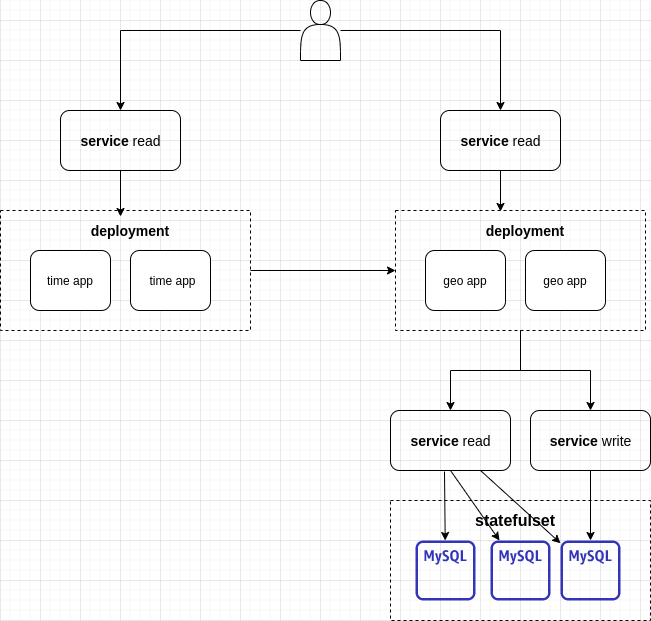 service read
service read
deployment
time app
time app
deployment
geo app
geo app
service read
service write
statefulset
MySQL
MySQL
MySQL